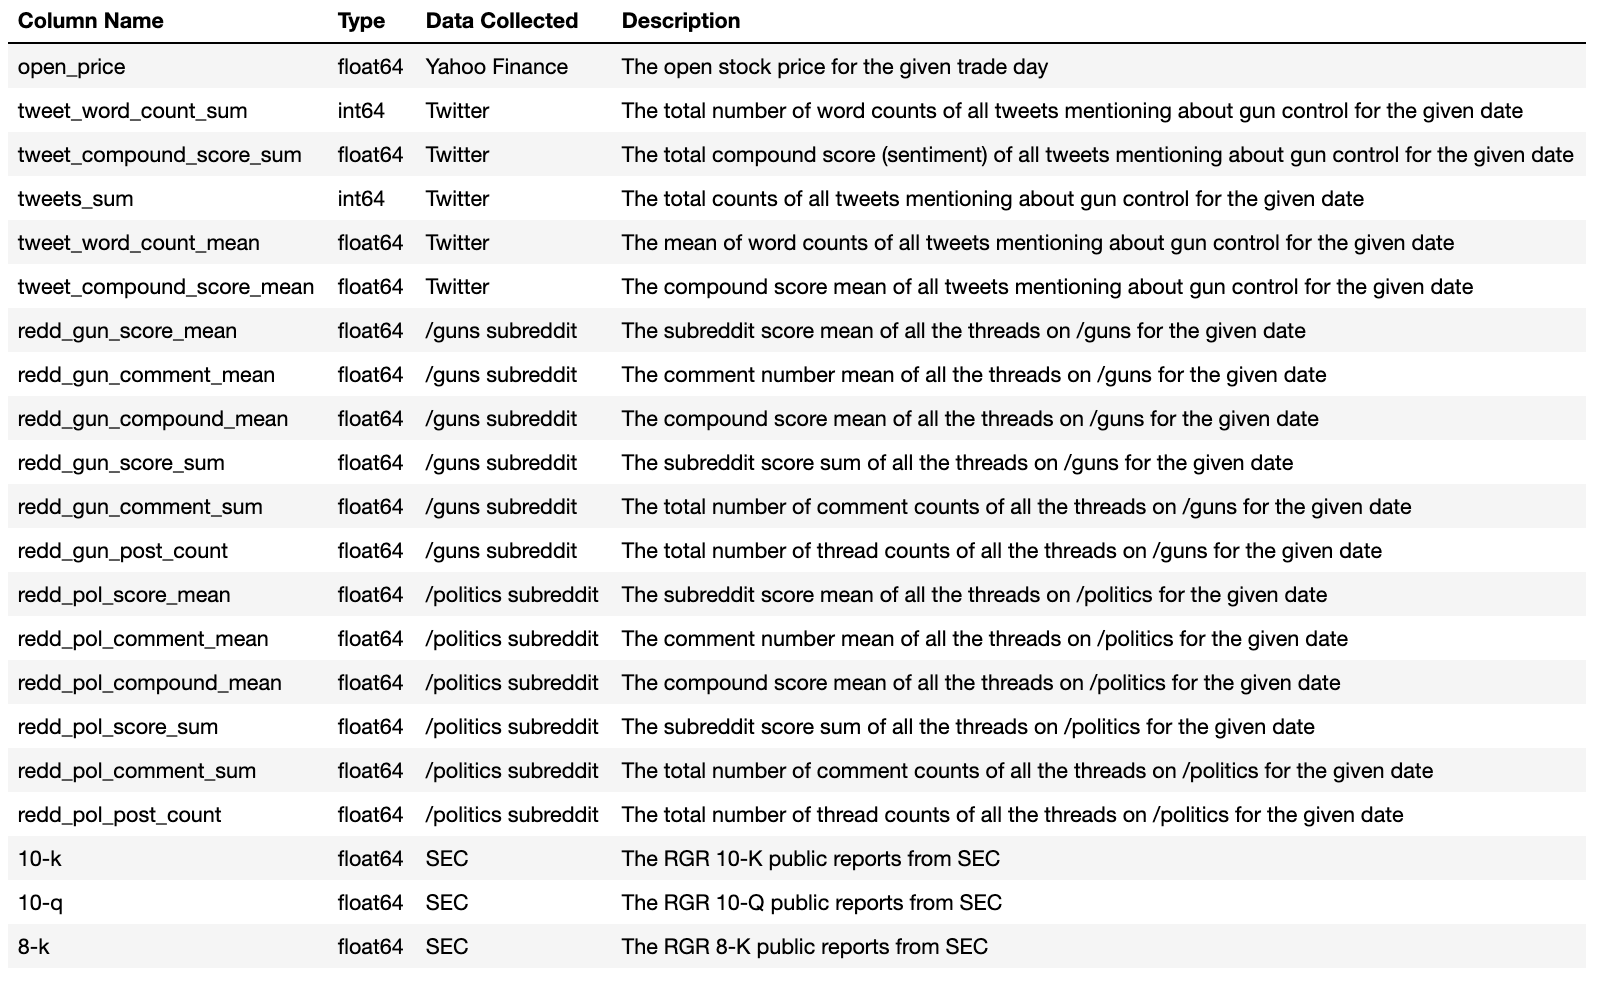 Column Name Type Data Collected Description
open_price float64 Yahoo Finance The open stock price for the given trade day
tweet_word_count_sum int64 Twitter The total number of word counts of all tweets mentioning about gun control for the given date
tweet_compound_score_sum float64 Twitter The total compound score (sentiment) of all tweets mentioning about gun control for the given date
tweets_sum int64 Twitter The total counts of all tweets mentioning about gun control for the given date
tweet_word_count_mean float64 Twitter The mean of word counts of all tweets mentioning about gun control for the given date
tweet_compound_score_mean float64 Twitter The compound score mean of all tweets mentioning about gun control for the given date
redd_gun_score_mean float64 /guns subreddit The subreddit score mean of all the threads on /guns for the given date
redd_gun_comment_mean float64 /guns subreddit The comment number mean of all the threads on /guns for the given date
redd_gun_compound_mean float64 /guns subreddit The compound score mean of all the threads on /guns for the given date
redd_gun_score_sum float64 /guns subreddit The subreddit score sum of all the threads on /guns for the given date
redd_gun_comment_sum float64 /guns subreddit The total number of comment counts of all the threads on /guns for the given date
redd_gun_post_count float64 /guns subreddit The total number of thread counts of all the threads on /guns for the given date
redd_pol_score_mean float64 /politics subreddit The subreddit score mean of all the threads on /politics for the given date
redd_pol_comment_mean float64 /politics subreddit The comment number mean of all the threads on /politics for the given date
redd_pol_compound_mean float64 /politics subreddit The compound score mean of all the threads on /politics for the given date
redd_pol_score_sum float64 /politics subreddit The subreddit score sum of all the threads on /politics for the given date
redd_pol_comment_sum float64 /politics subreddit The total number of comment counts of all the threads on /politics for the given date
redd_pol_post_count float64 /politics subreddit The total number of thread counts of all the threads on /politics for the given date
10-k float64 SEC The RGR 10-K public reports from SEC
10-q float64 SEC The RGR 10-Q public reports from SEC
8-k float64 SEC The RGR 8-K public reports from SEC